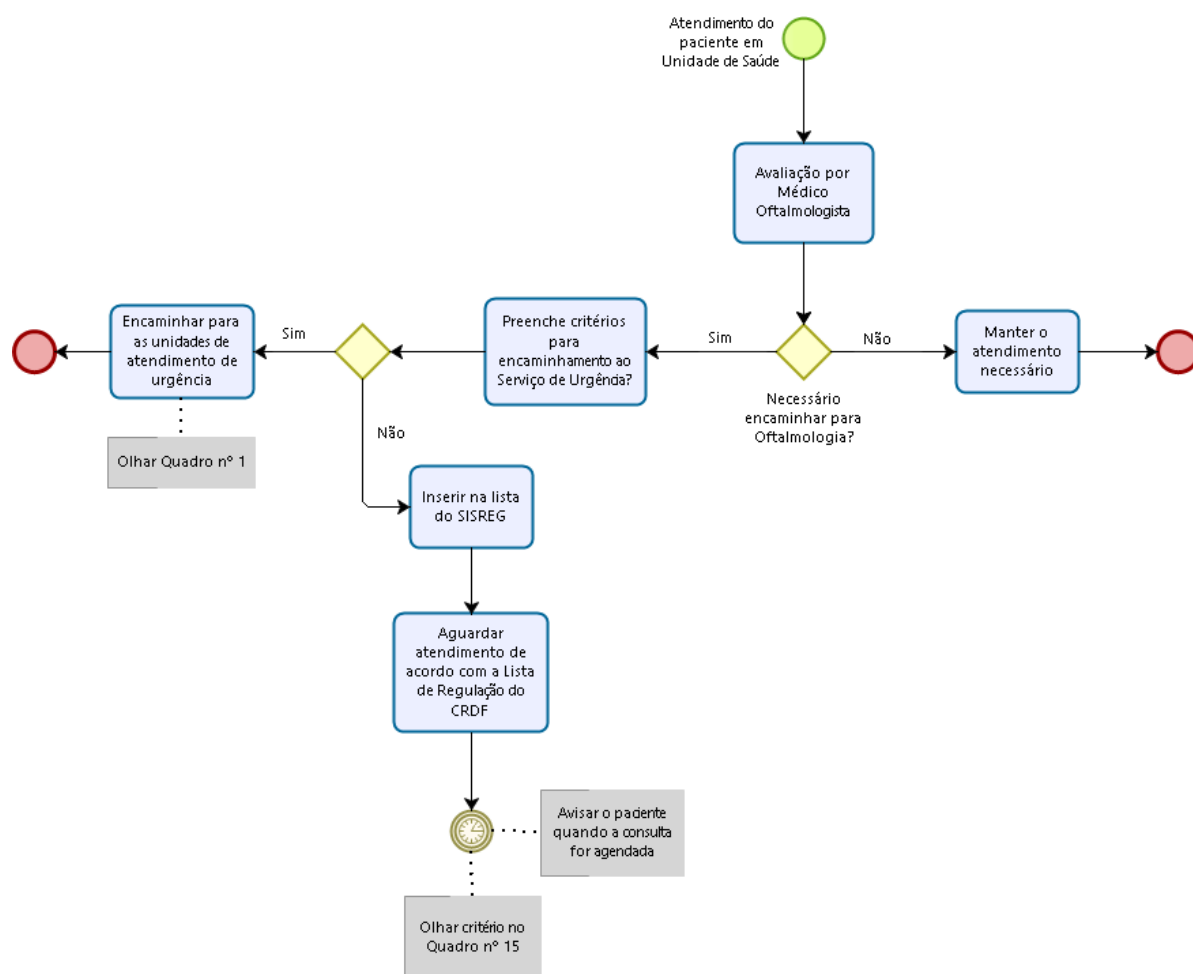 Atendimento do
paciente em
Unidade de Saúde
Avaliação por
Médico
Oftalmologista
Encaminhar para
as unidades de
atendimento de
urgência
Sim
Preenche critérios
para
encaminhamento ao
Serviço de Urgência?
Sim
Não
Manter o
atendimento
necessário
Necessário
encaminhar para
Oftalmologia?
Olhar Quadro nº 1
Não
Inserir na lista
do SISREG
Aguardar
atendimento de
acordo com a Lista
de Regulação do
CRDF
Avisar o paciente
quando a consulta
for agendada
Olhar critério no
Quadro nº 15